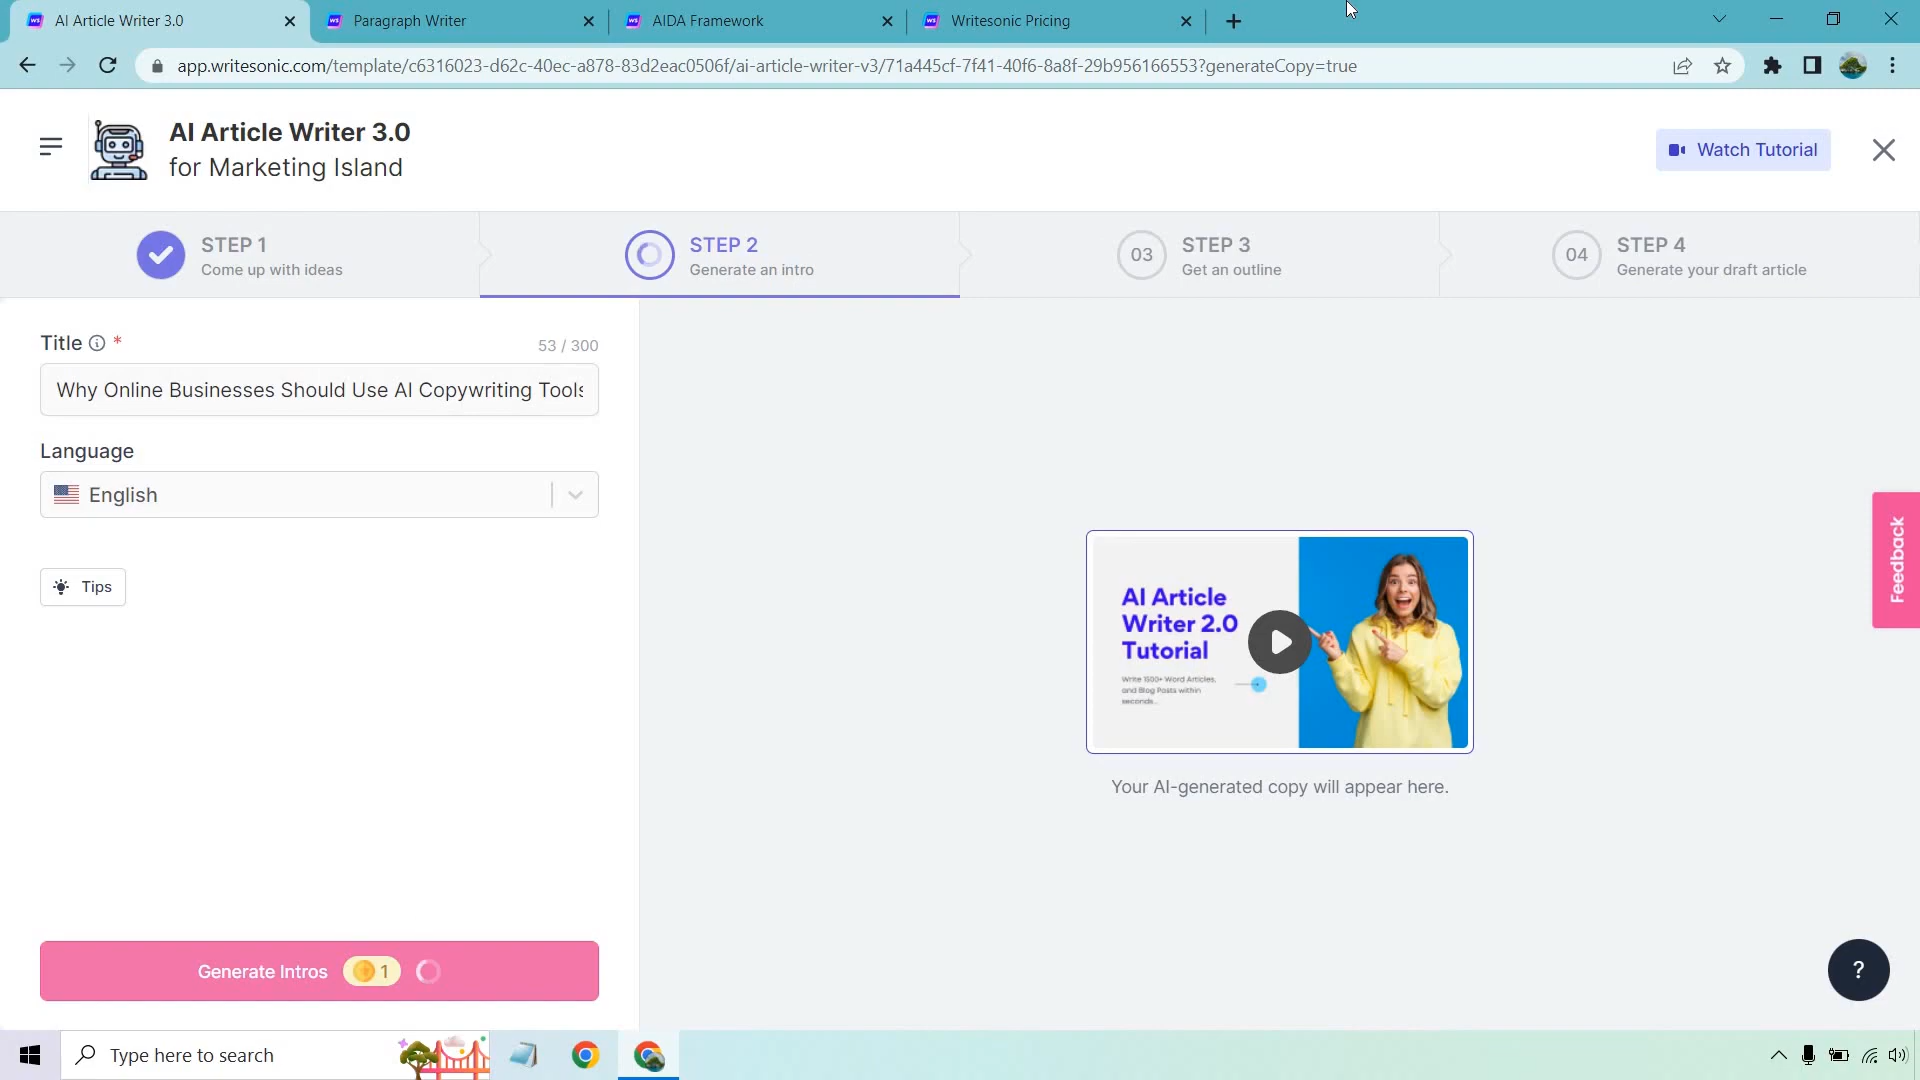 AI Article Writer 3.0
Paragraph Writer
AIDA Framework
Writesonic Pricing
app.writesonic.com/template/c6316023-d62c-40ec-a878-83d2eac0506f/ai-article-writer-v3/71a445cf-7f41-40f6-8a8f-29b956166553?generateCopy=true
AI Article Writer 3.0
for Marketing Island
Watch Tutorial
STEP 1
Come up with ideas
STEP 2
Generate an intro
03
STEP 3
Get an outline
04
STEP 4
Generate your draft article
Title *
53 / 300
Why Online Businesses Should Use AI Copywriting Tools
Language
English
Tips
AI Article
Writer 2.0
Tutorial
Write 1500+ Word Articles,
and Blog Posts within
seconds...
Your AI-generated copy will appear here.
Feedback
Generate Intros 1
?
Type here to search